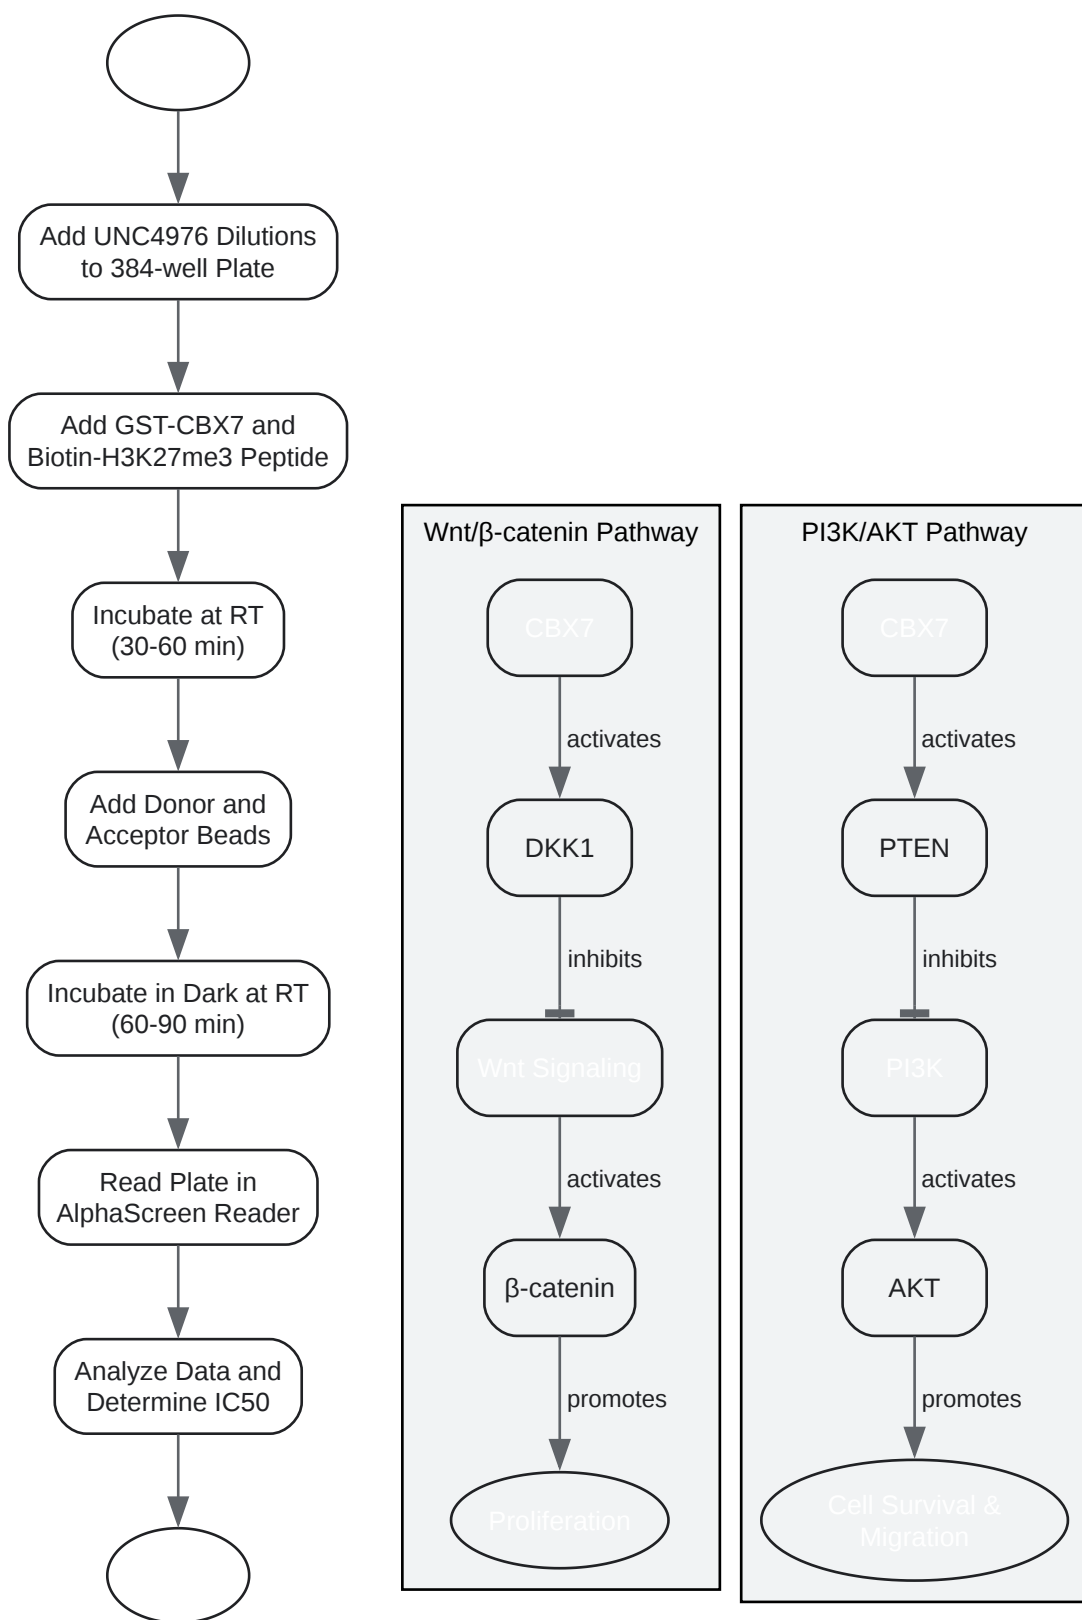 Add UNC4976 Dilutions
to 384-well Plate
Add GST-CBX7 and
Biotin-H3K27me3 Peptide
Incubate at RT
(30-60 min)
Add Donor and
Acceptor Beads
Incubate in Dark at RT
(60-90 min)
Read Plate in
AlphaScreen Reader
Analyze Data and
Determine IC50
Wnt/β-catenin Pathway
CBX7
activates
DKK1
inhibits
Wnt Signaling
activates
β-catenin
promotes
Proliferation
PI3K/AKT Pathway
CBX7
activates
PTEN
inhibits
PI3K
activates
AKT
promotes
Cell Survival &
Migration